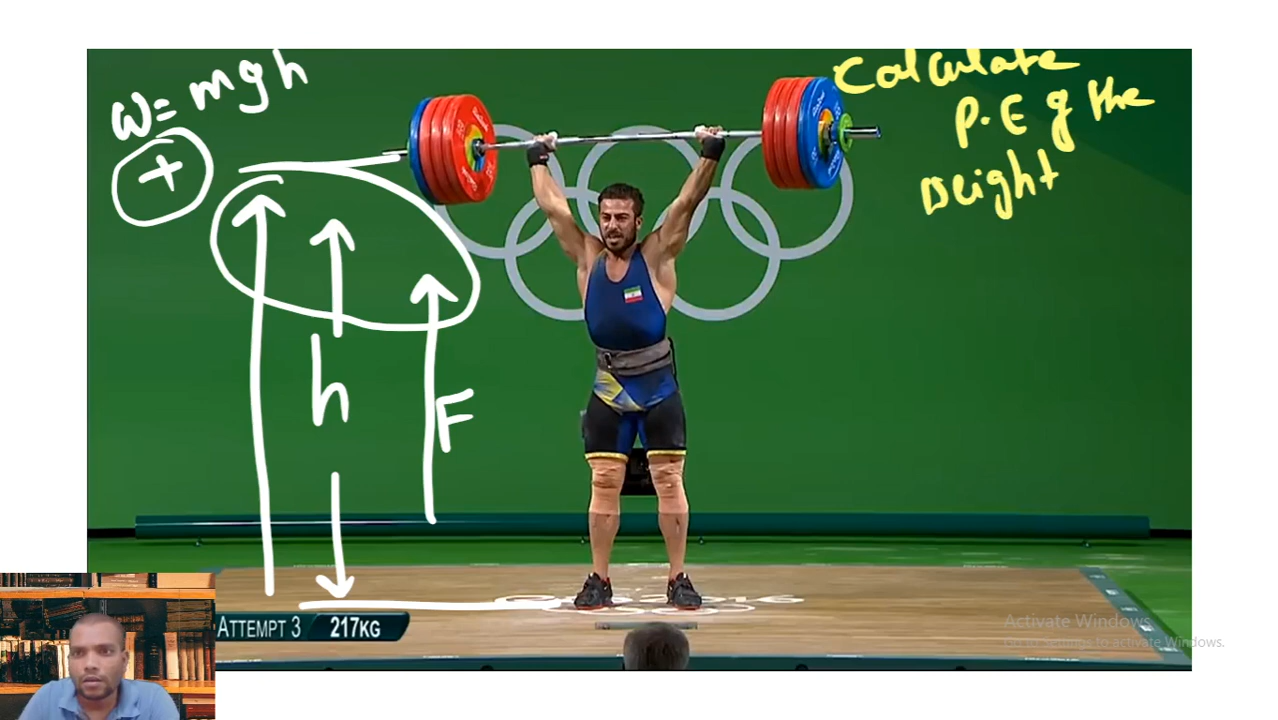 W = mgh
+
h
F
Calculate
P.E of the
weight
ATTEMPT 3 217KG
Activate Windows
Go to Settings to activate Windows.